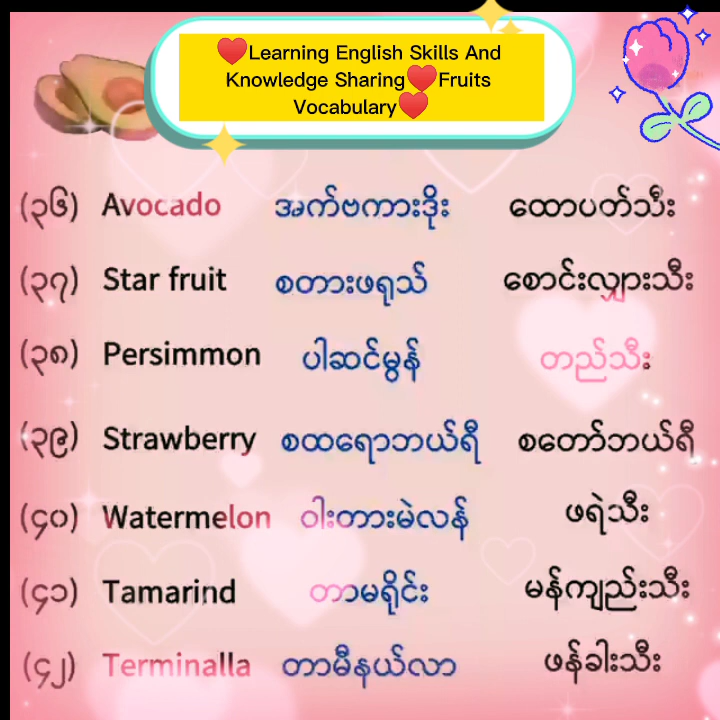 ♥️Learning English Skills And
Knowledge Sharing♥️Fruits
Vocabulary♥️
(၃၆) Avocado အက်ဗကားဒိုး ထောပတ်သီး
(၃၇) Star fruit စတားဖရုသ် စောင်းလျှားသီး
(၃၈) Persimmon ပါဆင်မွန် တည်သီး
(၃၉) Strawberry စထရောဘယ်ရီ စတော်ဘယ်ရီ
(၄၀) Watermelon ဝါးတားမဲလန် ဖရဲသီး
(၄၁) Tamarind တာမရိုင်း မန်ကျည်းသီး
(၄၂) Terminalla တာမီနယ်လာ ဖန်ခါးသီး